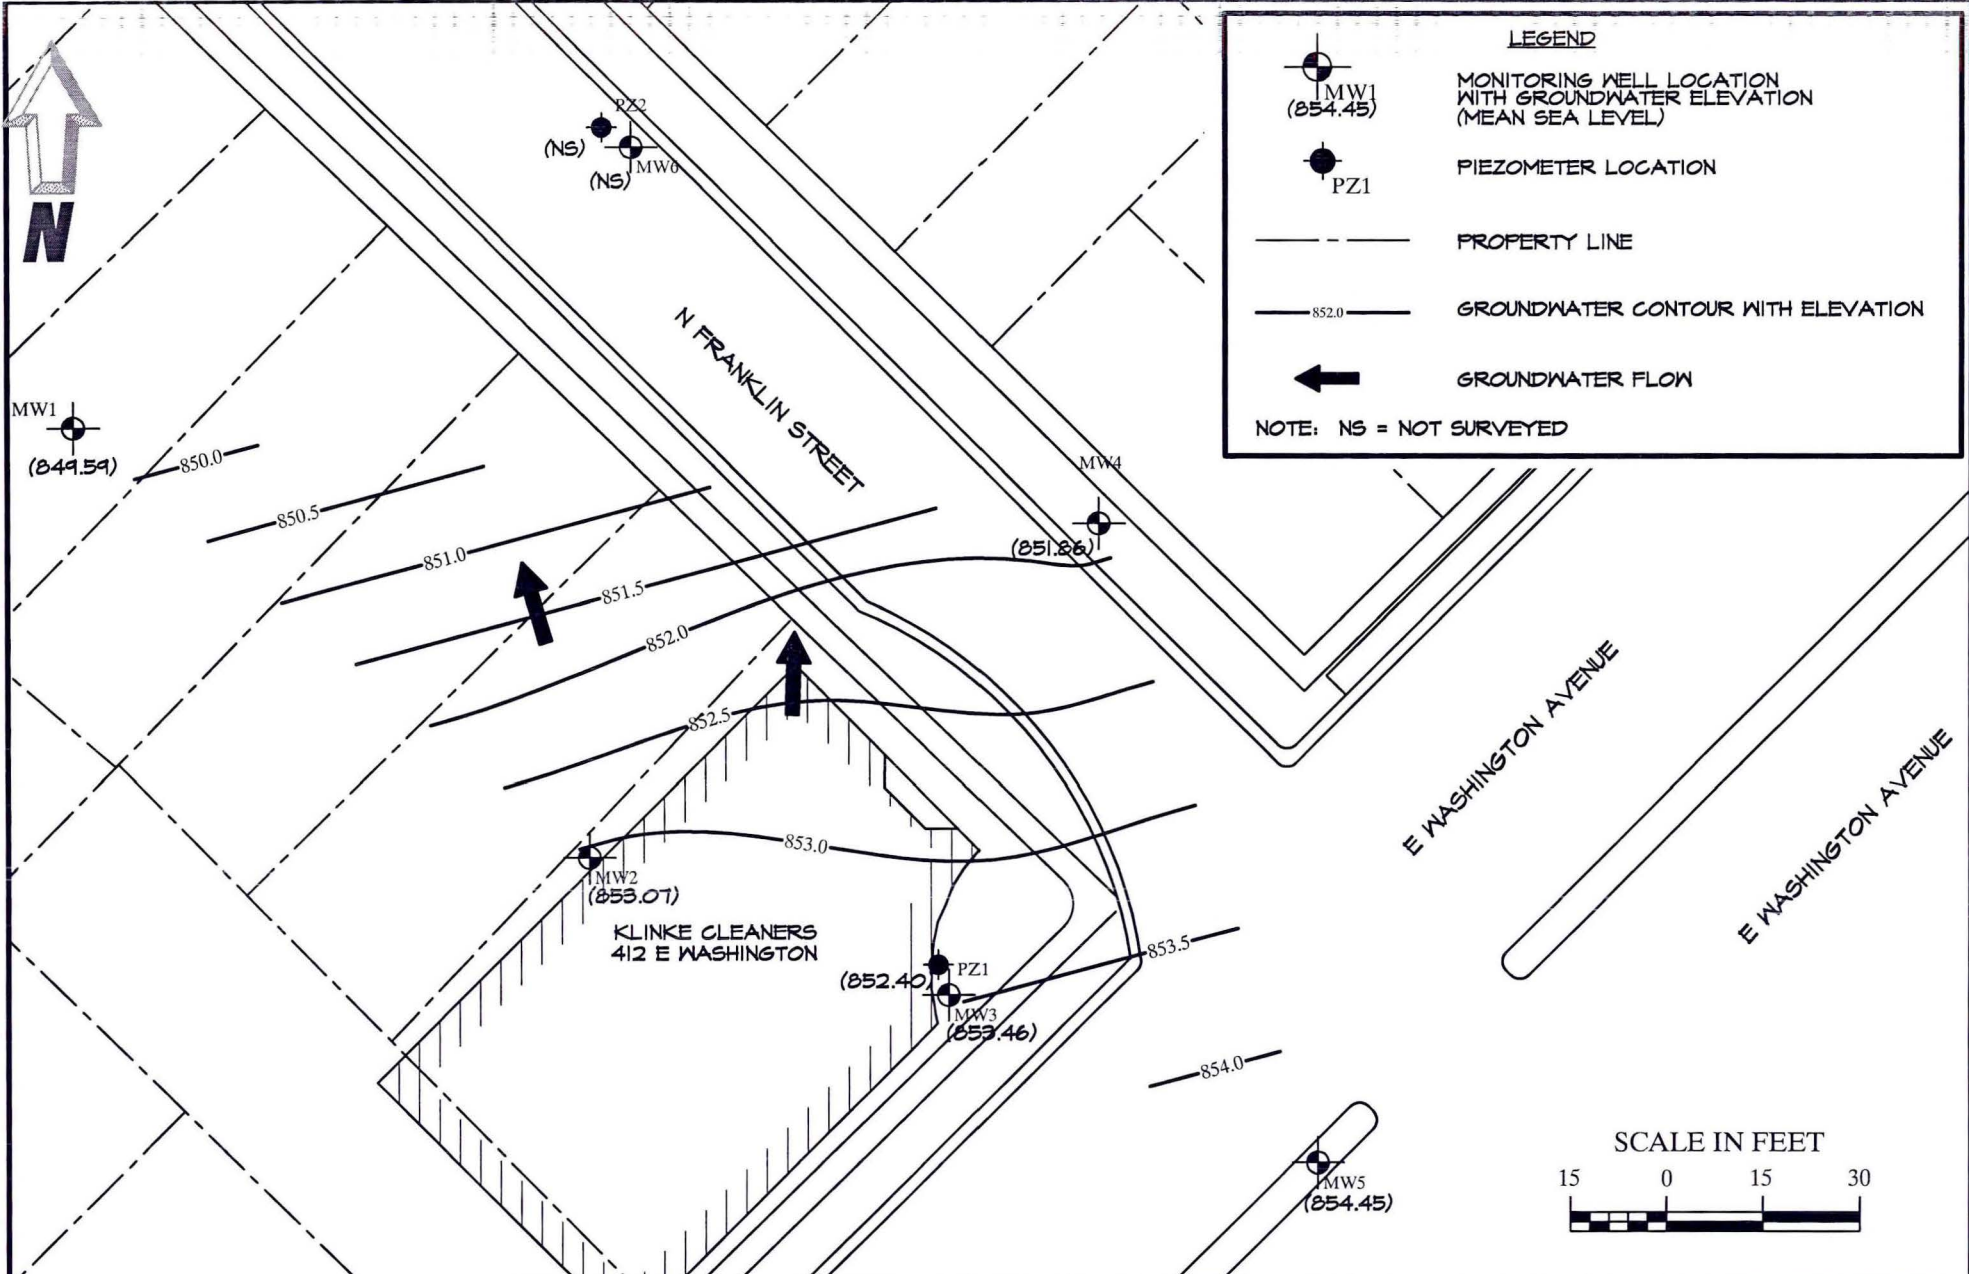 LEGEND
MW1
(854.45)
MONITORING WELL LOCATION
WITH GROUNDWATER ELEVATION
(MEAN SEA LEVEL)
PZ1
PIEZOMETER LOCATION
PROPERTY LINE
852.0
GROUNDWATER CONTOUR WITH ELEVATION
GROUNDWATER FLOW
NOTE: NS = NOT SURVEYED
N
PZ2
(NS)
MW6
(NS)
N FRANKLIN STREET
MW1
(849.59)
850.0
850.5
851.0
851.5
852.0
852.5
853.0
853.5
854.0
MW4
(851.86)
E WASHINGTON AVENUE
E WASHINGTON AVENUE
MW2
(853.07)
KLINKE CLEANERS
412 E WASHINGTON
PZ1
(852.40)
MW3
(853.46)
MW5
(854.45)
SCALE IN FEET
15 0 15 30